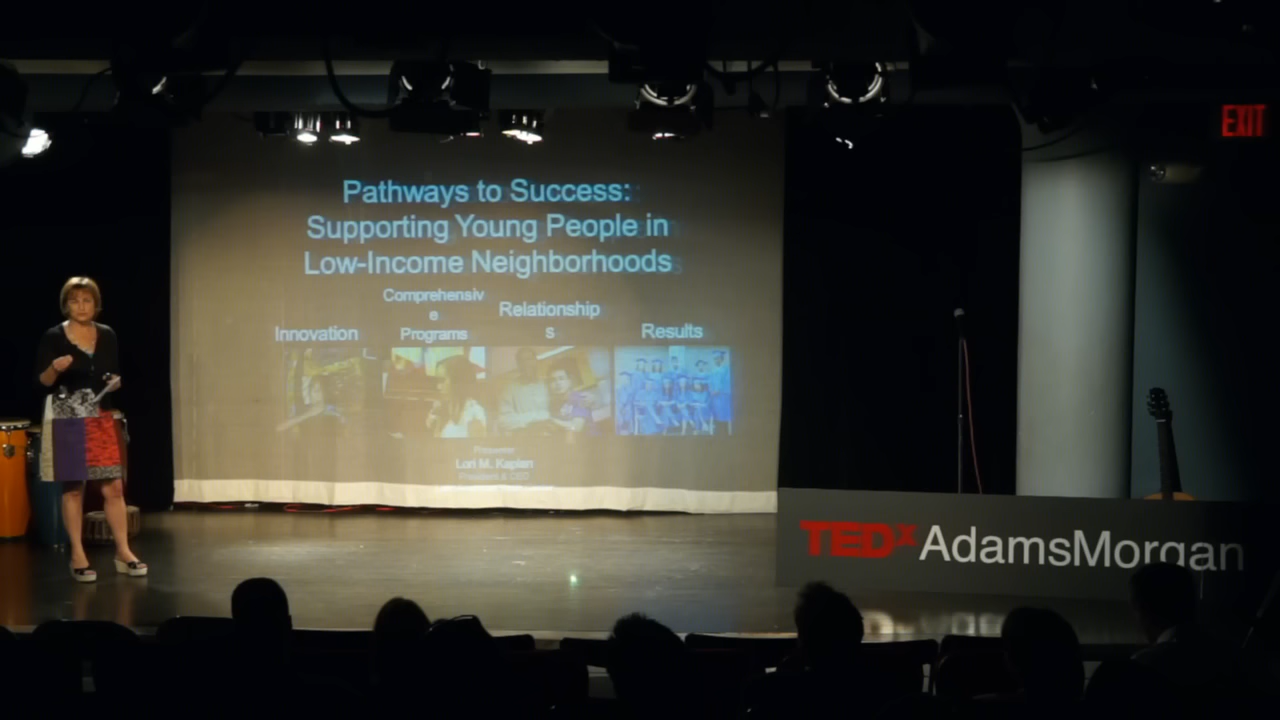 EXIT
Pathways to Success:
Supporting Young People in
Low-Income Neighborhoods
Innovation
Comprehensiv
e
Programs
Relationship
s
Results
Presenter
Lori M. Kaplan
President & CEO
TEDx AdamsMorgan